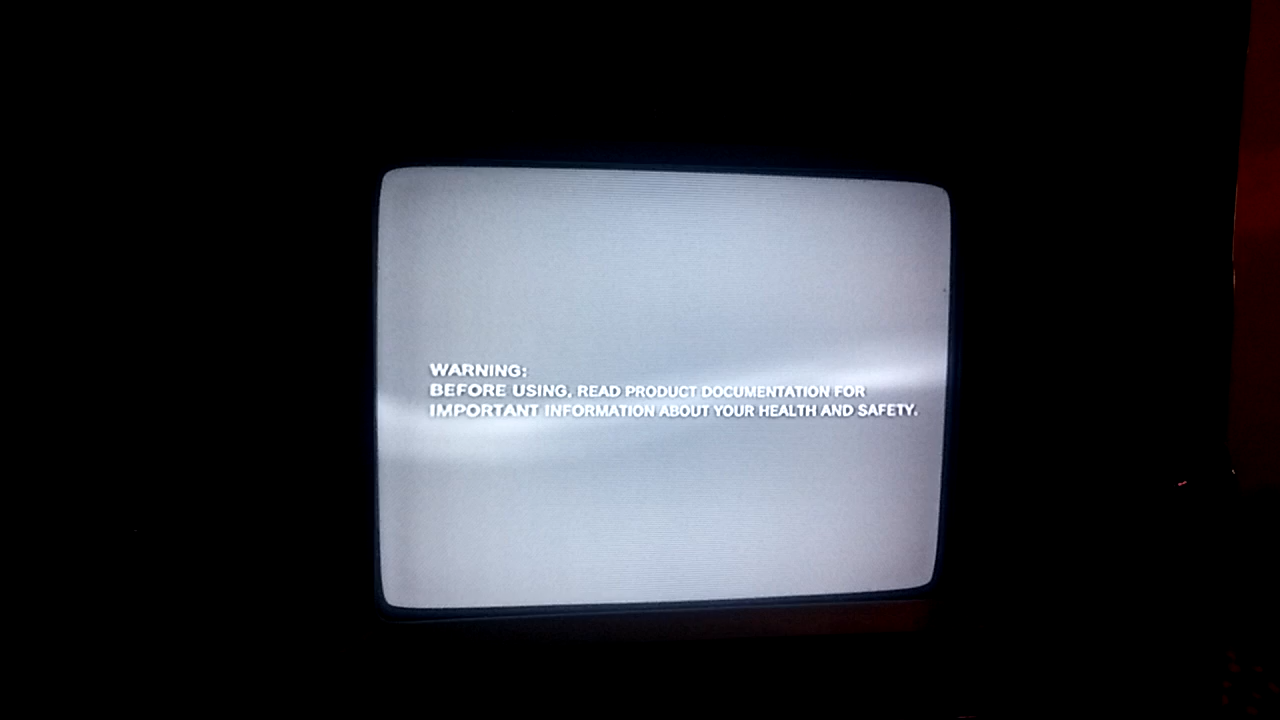 WARNING:
BEFORE USING, READ PRODUCT DOCUMENTATION FOR
IMPORTANT INFORMATION ABOUT YOUR HEALTH AND SAFETY.